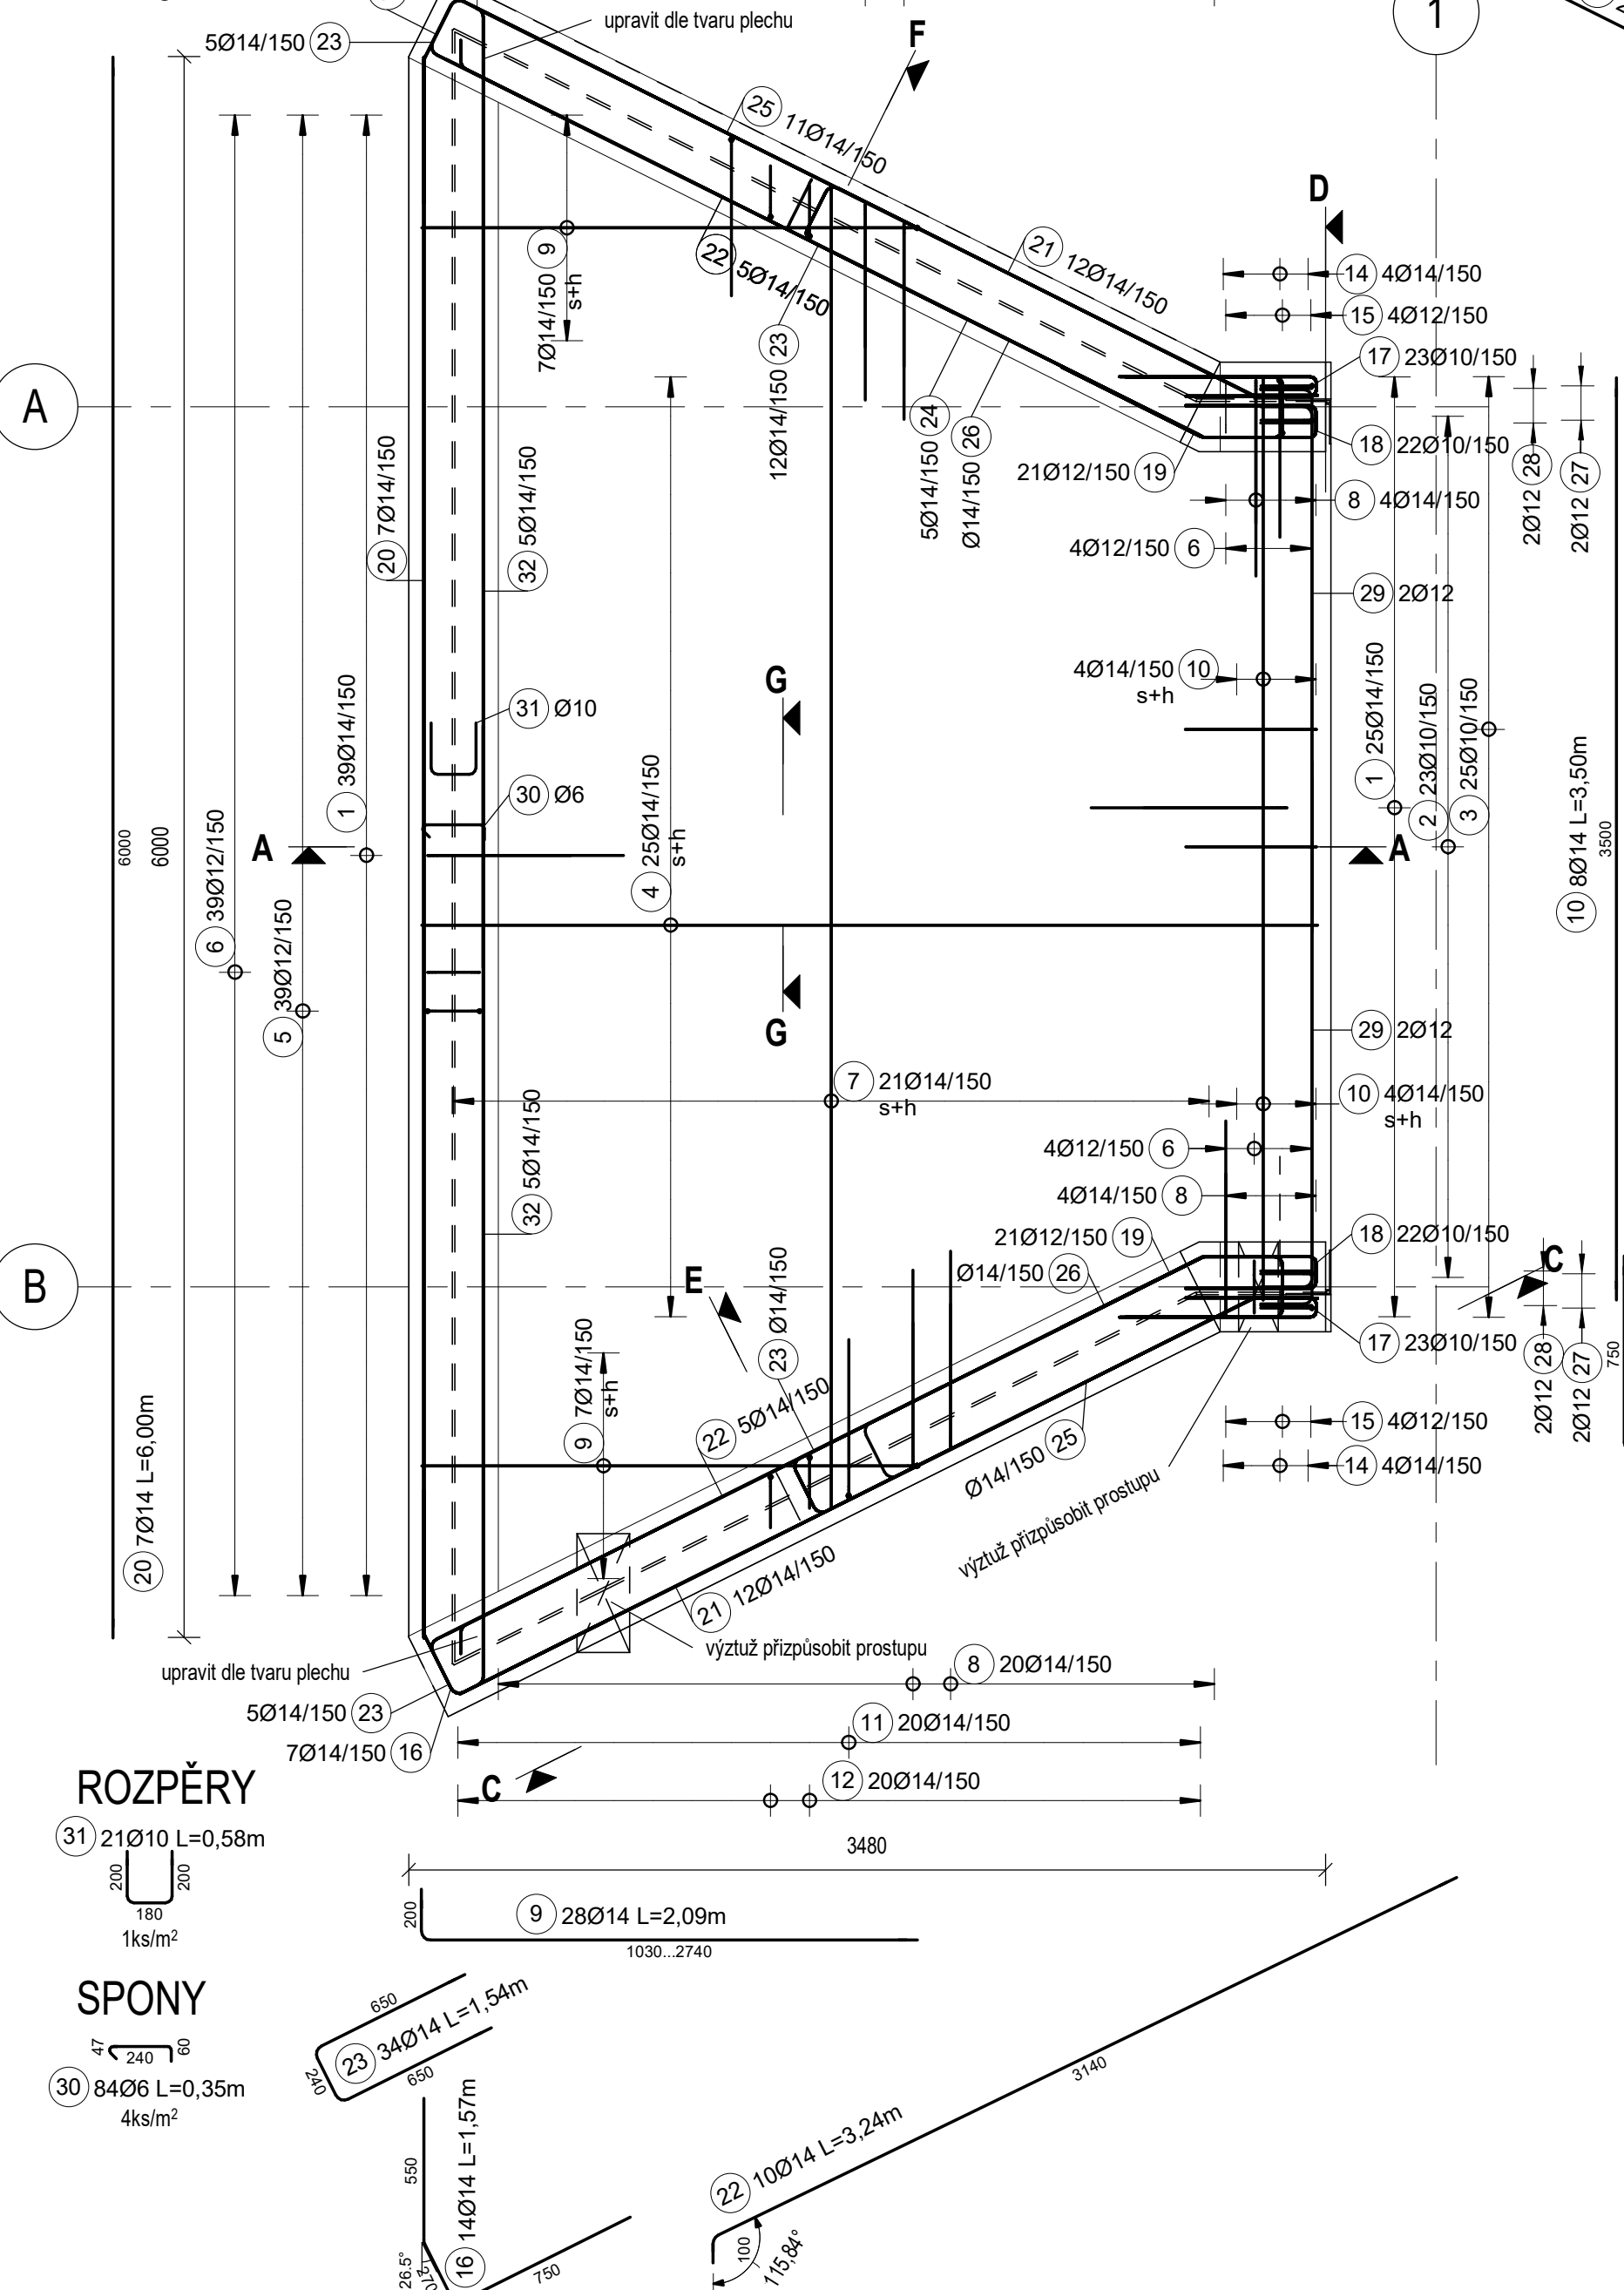 upravit dle tvaru plechu
5Ø14/150 23
F
1
25 11Ø14/150
D
9 7Ø14/150
s+h
22 5Ø14/150
21 12Ø14/150
14 4Ø14/150
15 4Ø12/150
17 23Ø10/150
A
12Ø14/150 23
5Ø14/150 24
Ø14/150 26
18 22Ø10/150
21Ø12/150 19
2Ø12 28
2Ø12 27
8 4Ø14/150
20 7Ø14/150
32 5Ø14/150
4Ø12/150 6
29 2Ø12
G
4Ø14/150 10
s+h
31 Ø10
30 Ø6
1 39Ø14/150
4 25Ø14/150
s+h
1 25Ø14/150
2 23Ø10/150
3 25Ø10/150
10 8Ø14 L=3,50m
3500
6000
6000
A
A
6 39Ø12/150
5 39Ø12/150
G
29 2Ø12
7 21Ø14/150
s+h
10 4Ø14/150
s+h
32 5Ø14/150
4Ø12/150 6
4Ø14/150 8
21Ø12/150 19
18 22Ø10/150
B
Ø14/150 26
E
C
23 Ø14/150
9 7Ø14/150
s+h
17 23Ø10/150
2Ø12 28
2Ø12 27
750
22 5Ø14/150
15 4Ø12/150
Ø14/150 25
14 4Ø14/150
20 7Ø14 L=6,00m
výztuž přizpůsobit prostupu
21 12Ø14/150
výztuž přizpůsobit prostupu
upravit dle tvaru plechu
8 20Ø14/150
5Ø14/150 23
11 20Ø14/150
7Ø14/150 16
12 20Ø14/150
C
ROZPĚRY
31 21Ø10 L=0,58m
200
200
180
1ks/m²
3480
200
9 28Ø14 L=2,09m
1030...2740
SPONY
47
240
60
30 84Ø6 L=0,35m
4ks/m²
650
23 34Ø14 L=1,54m
240
650
3140
550
16 14Ø14 L=1,57m
26.5°
270
750
22 10Ø14 L=3,24m
100
115,84°